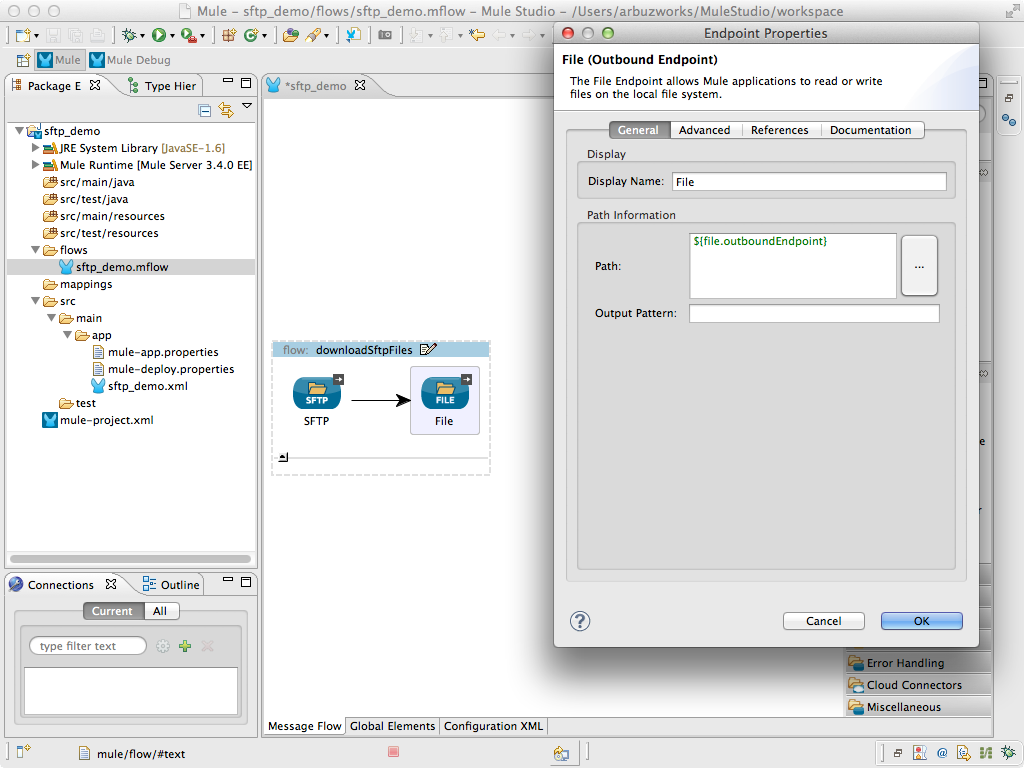 Mule – sftp_demo/flows/sftp_demo.mflow – Mule Studio – /Users/arbuzworks/MuleStudio/workspace
Mule
Mule Debug
Package E
Type Hier
sftp_demo
JRE System Library [JavaSE-1.6]
Mule Runtime [Mule Server 3.4.0 EE]
src/main/java
src/test/java
src/main/resources
src/test/resources
flows
sftp_demo.mflow
mappings
src
main
app
mule-app.properties
mule-deploy.properties
sftp_demo.xml
test
mule-project.xml
Connections
Outline
Current
All
type filter text
*sftp_demo
flow: downloadSftpFiles
SFTP
FILE
SFTP
File
Message Flow
Global Elements
Configuration XML
Endpoint Properties
File (Outbound Endpoint)
The File Endpoint allows Mule applications to read or write
files on the local file system.
General
Advanced
References
Documentation
Display
Display Name:
File
Path Information
Path:
${file.outboundEndpoint}
...
Output Pattern:
?
Cancel
OK
Error Handling
Cloud Connectors
Miscellaneous
mule/flow/#text